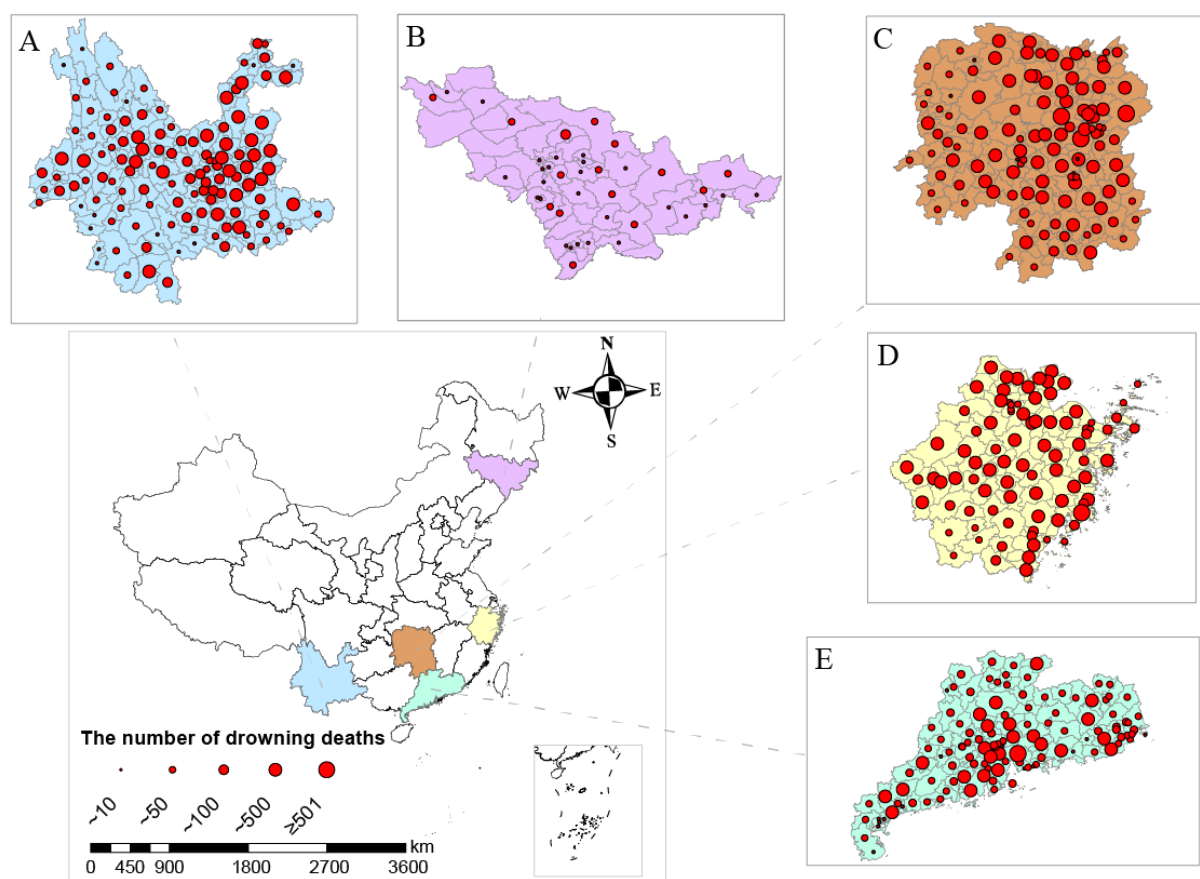 A
B
C
N
W
E
S
D
E
The number of drowning deaths
~10
~50
~100
~500
≥501
km
0 450 900 1800 2700 3600